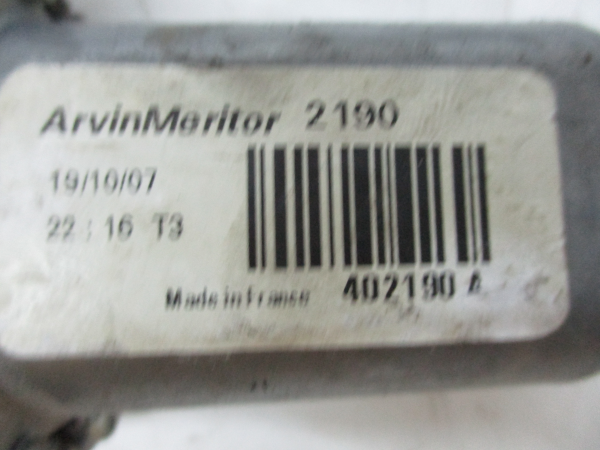 ArvinMeritor 2190
19/10/07
22 : 16 T3
Made in France 402190 A